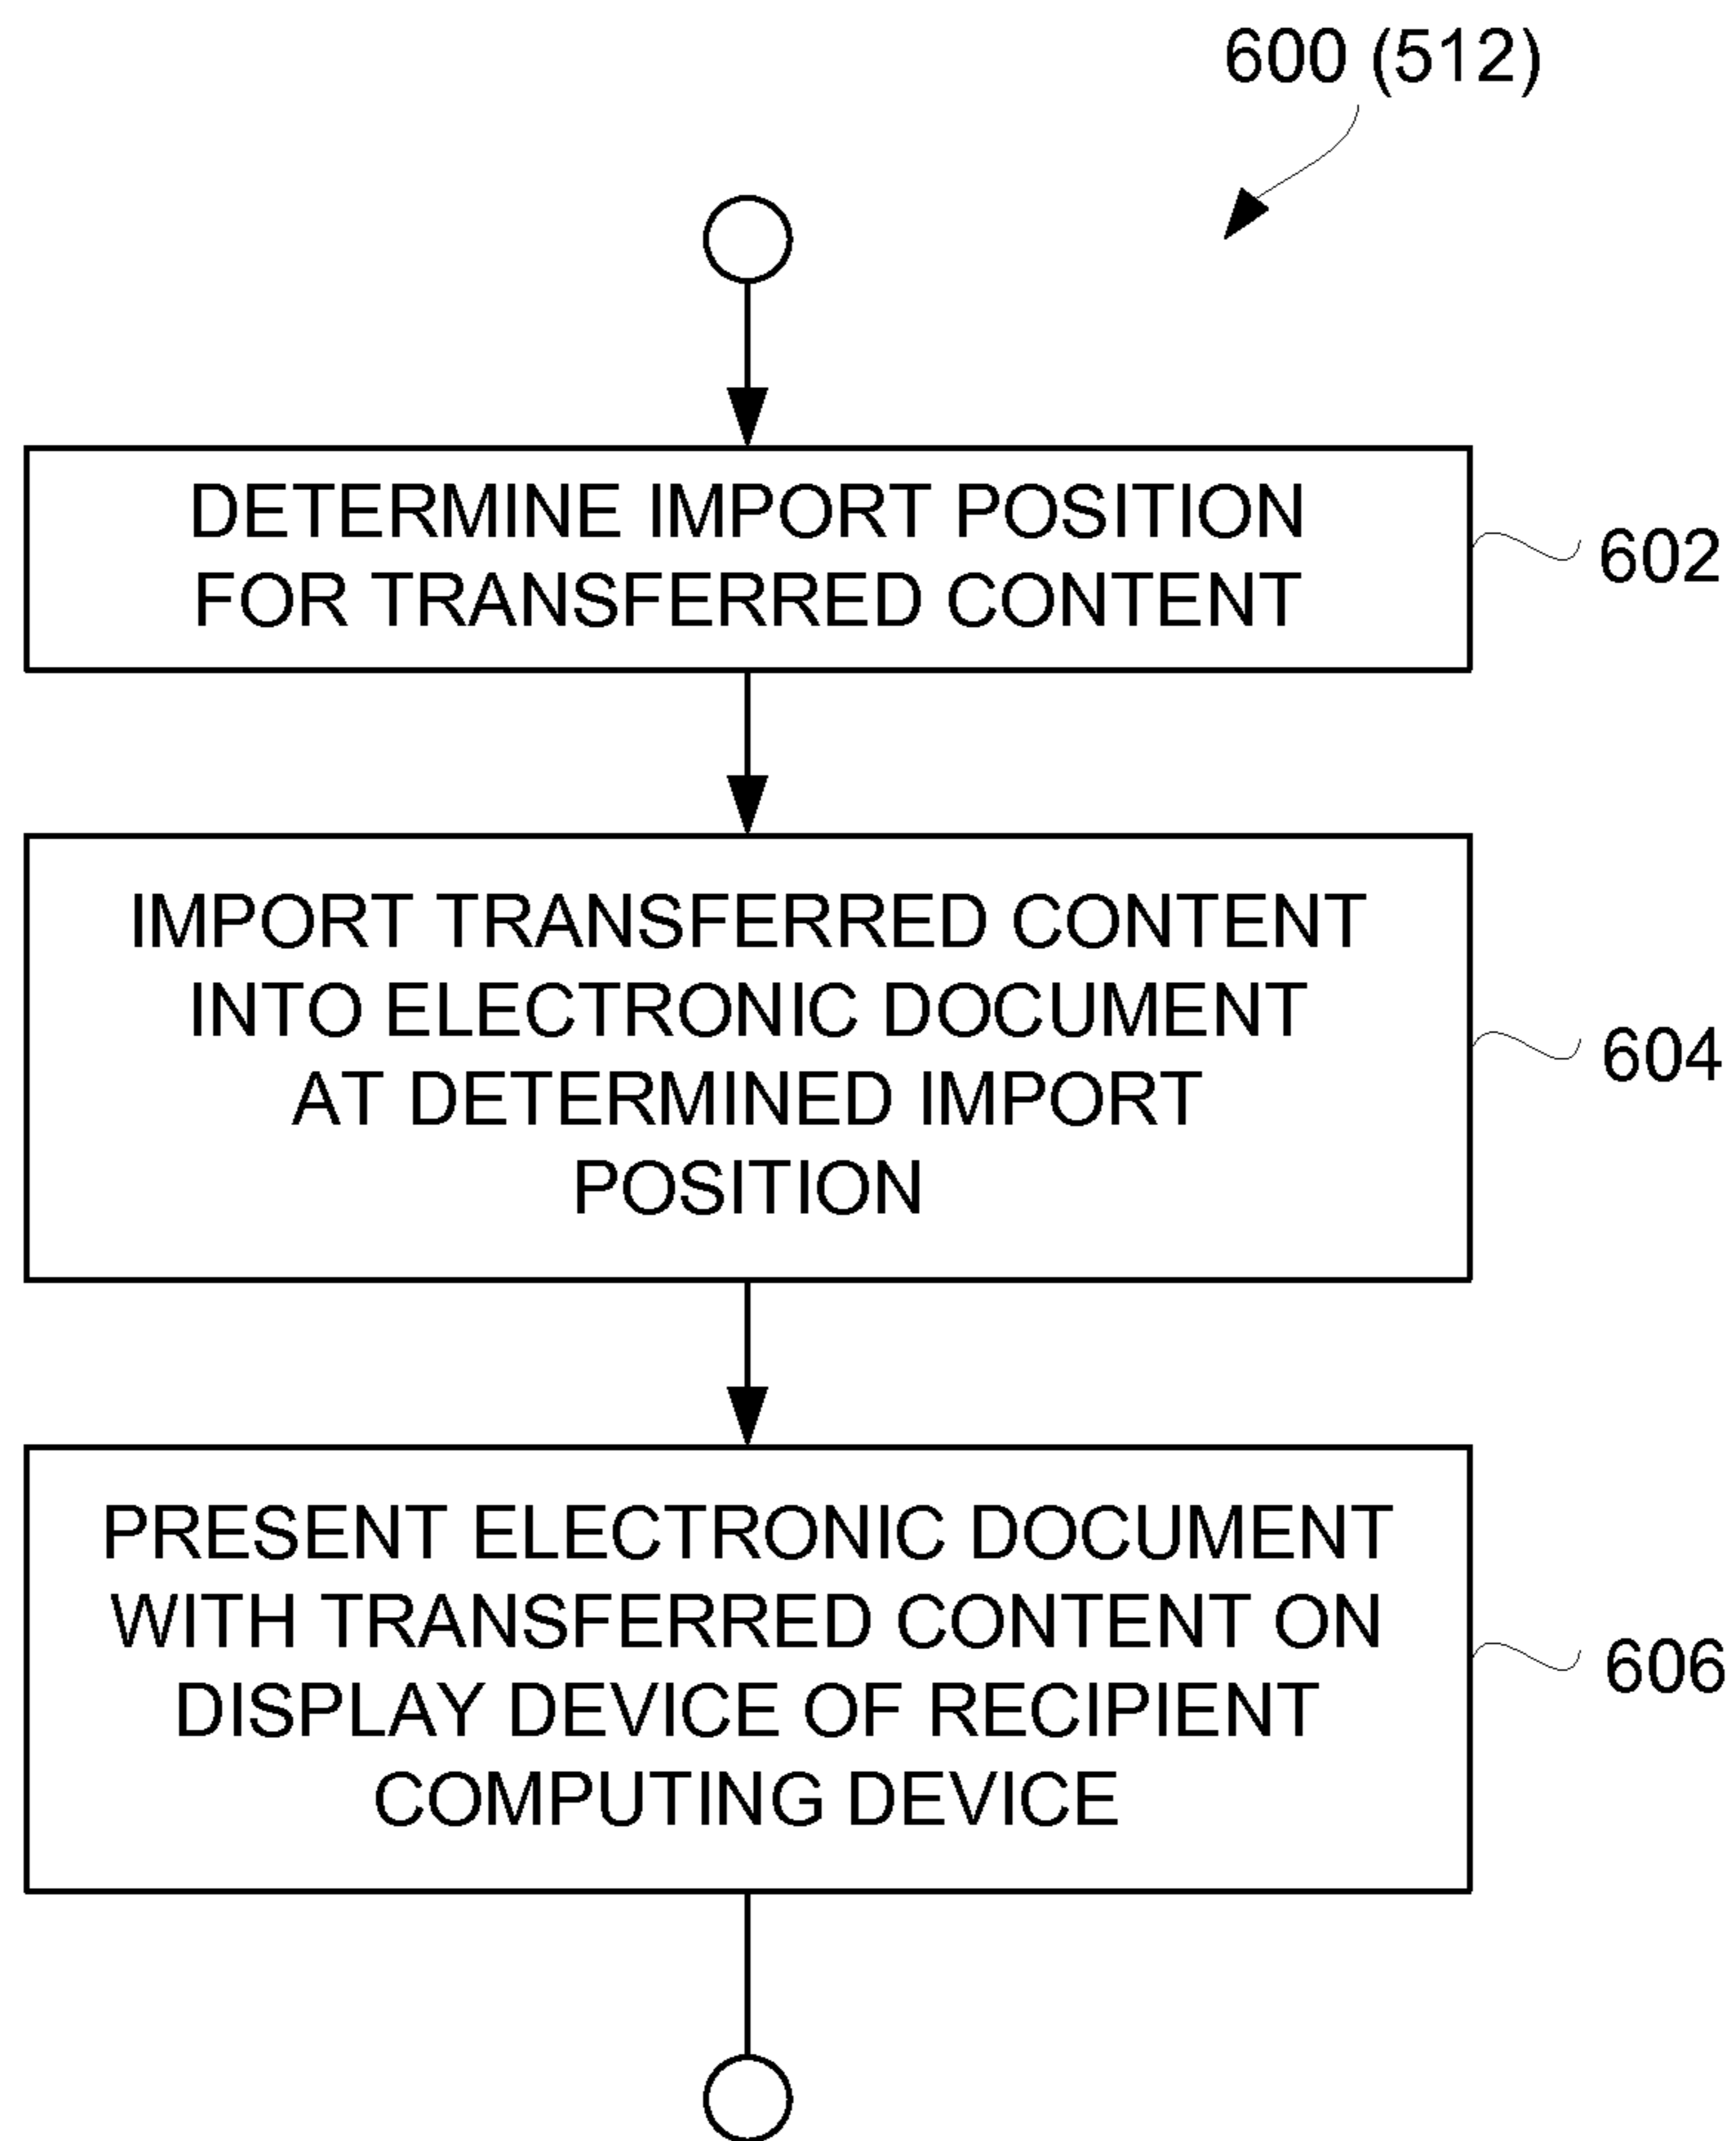 600 (512)
DETERMINE IMPORT POSITION
FOR TRANSFERRED CONTENT
602
IMPORT TRANSFERRED CONTENT
INTO ELECTRONIC DOCUMENT
AT DETERMINED IMPORT
POSITION
604
PRESENT ELECTRONIC DOCUMENT
WITH TRANSFERRED CONTENT ON
DISPLAY DEVICE OF RECIPIENT
COMPUTING DEVICE
606